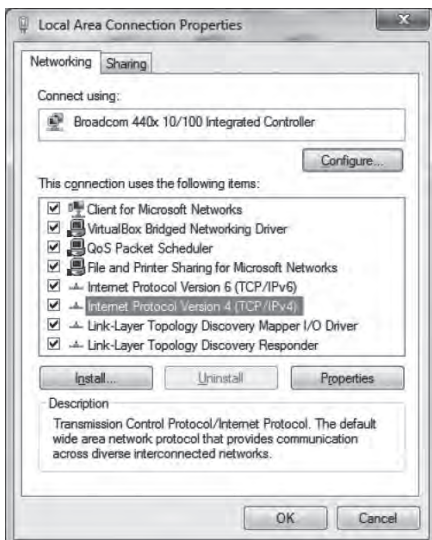 Local Area Connection Properties
Networking
Sharing
Connect using:
Broadcom 440x 10/100 Integrated Controller
Configure...
This connection uses the following items:
Client for Microsoft Networks
VirtualBox Bridged Networking Driver
QoS Packet Scheduler
File and Printer Sharing for Microsoft Networks
Internet Protocol Version 6 (TCP/IPv6)
Internet Protocol Version 4 (TCP/IPv4)
Link-Layer Topology Discovery Mapper I/O Driver
Link-Layer Topology Discovery Responder
Install...
Uninstall
Properties
Description
Transmission Control Protocol/Internet Protocol. The default
wide area network protocol that provides communication
across diverse interconnected networks.
OK
Cancel